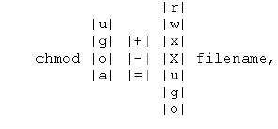 |r|
|u| |w|
|g| |+| |x|
chmod |o| |-| |X| filename,
|a| |=| |u|
|g|
|o|